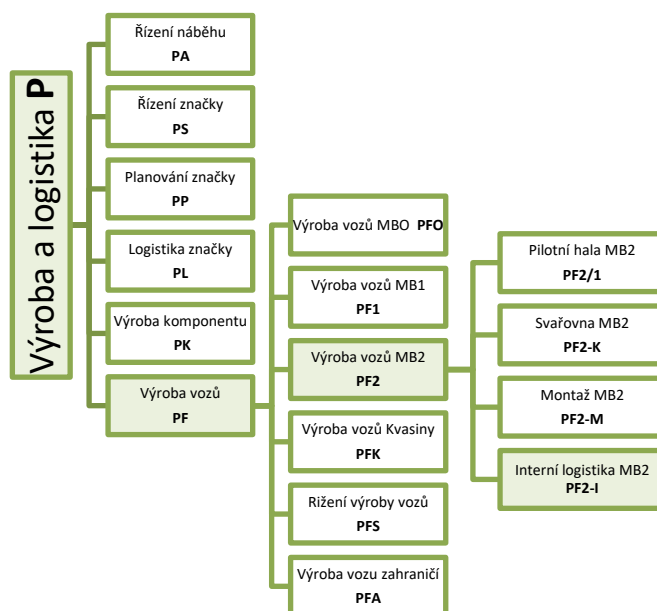 Výroba a logistika P
Řízení náběhu
PA
Řízení značky
PS
Planování značky
PP
Logistika značky
PL
Výroba komponentu
PK
Výroba vozů
PF
Výroba vozů MBO PFO
Výroba vozů MB1
PF1
Výroba vozů MB2
PF2
Výroba vozů Kvasiny
PFK
Rižení výroby vozů
PFS
Výroba vozu zahraničí
PFA
Pilotní hala MB2
PF2/1
Svařovna MB2
PF2-K
Montaž MB2
PF2-M
Interní logistika MB2
PF2-I